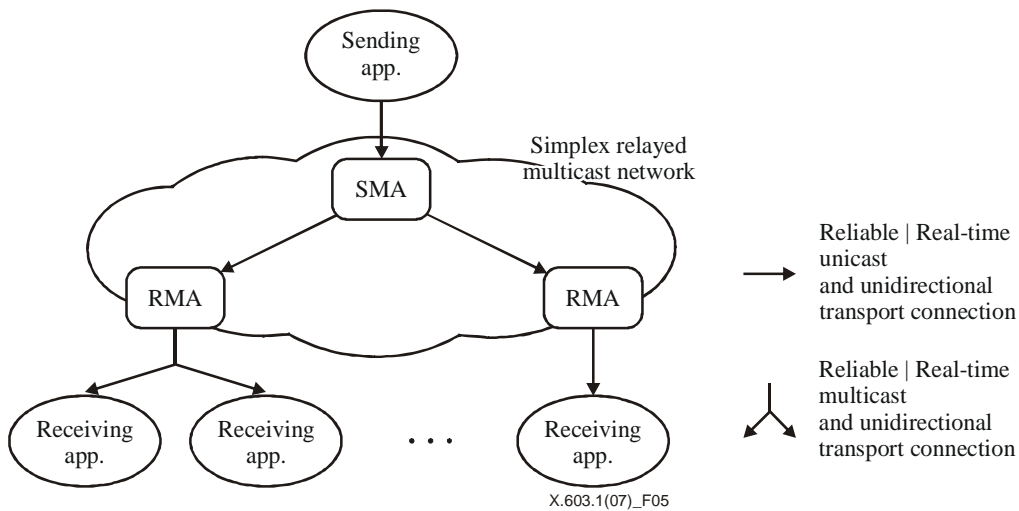 Sending
app.
Simplex relayed
multicast network
SMA
RMA
RMA
Reliable | Real-time
unicast
and unidirectional
transport connection
Reliable | Real-time
multicast
and unidirectional
transport connection
Receiving
app.
Receiving
app.
. . .
Receiving
app.
X.603.1(07)_F05